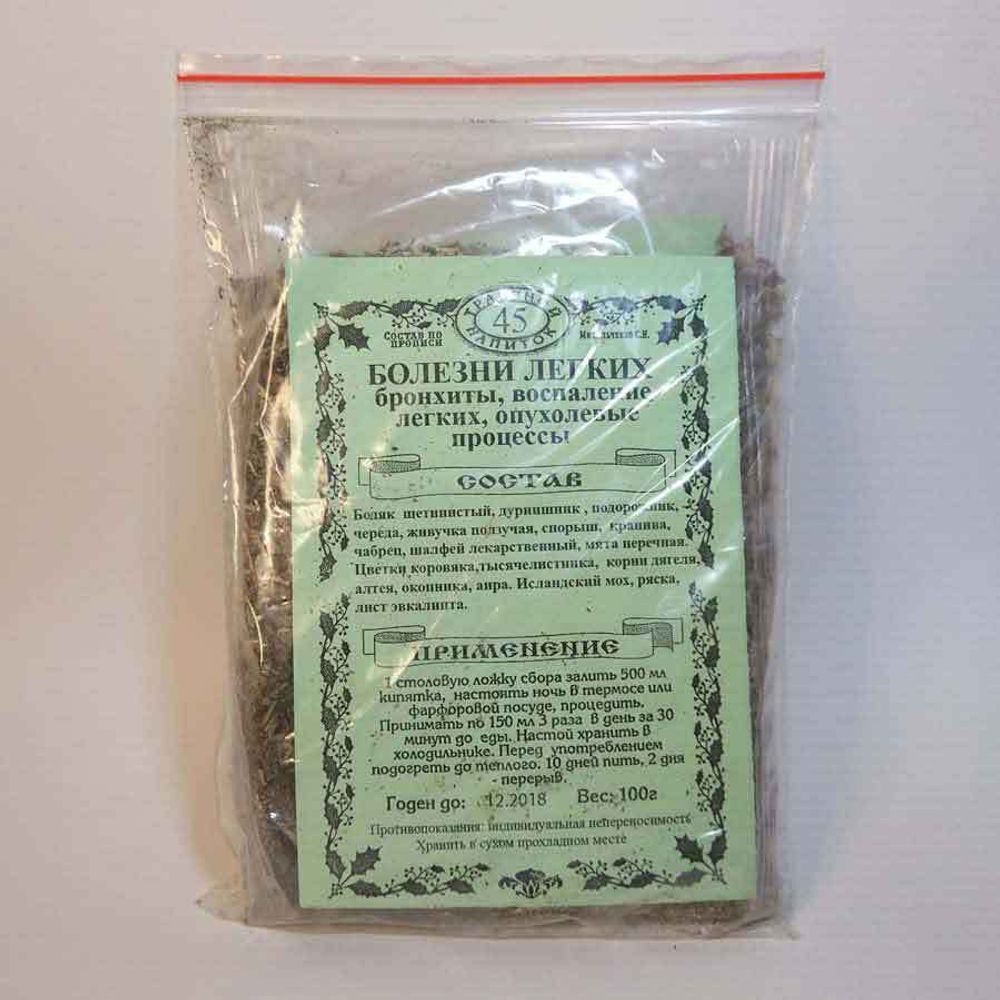 ТРАВЯНОЙ
45
НАПИТОК
СОСТАВ ПО
ПРОПИСИ
С.Н.
БОЛЕЗНИ ЛЕГКИХ
бронхиты, воспаление
легких, опухолевые
процессы
СОСТАВ
Бодяк щетинистый, дурнишник , подорожник,
череда, живучка ползучая, спорыш, крапива,
чабрец, шалфей лекарственный, мята перечная.
Цветки коровяка,тысячелистника, корни дягеля,
алтея, окопника, аира. Исландский мох, ряска,
лист эвкалипта.
ПРИМЕНЕНИЕ
1 столовую ложку сбора залить 500 мл
кипятка, настоять ночь в термосе или
фарфоровой посуде, процедить.
Принимать по 150 мл 3 раза в день за 30
минут до еды. Настой хранить в
холодильнике. Перед употреблением
подогреть до теплого. 10 дней пить, 2 дня
- перерыв.
Годен до: 12.2018 Вес: 100г
Противопоказания: индивидуальная непереносимость
Хранить в сухом прохладном месте